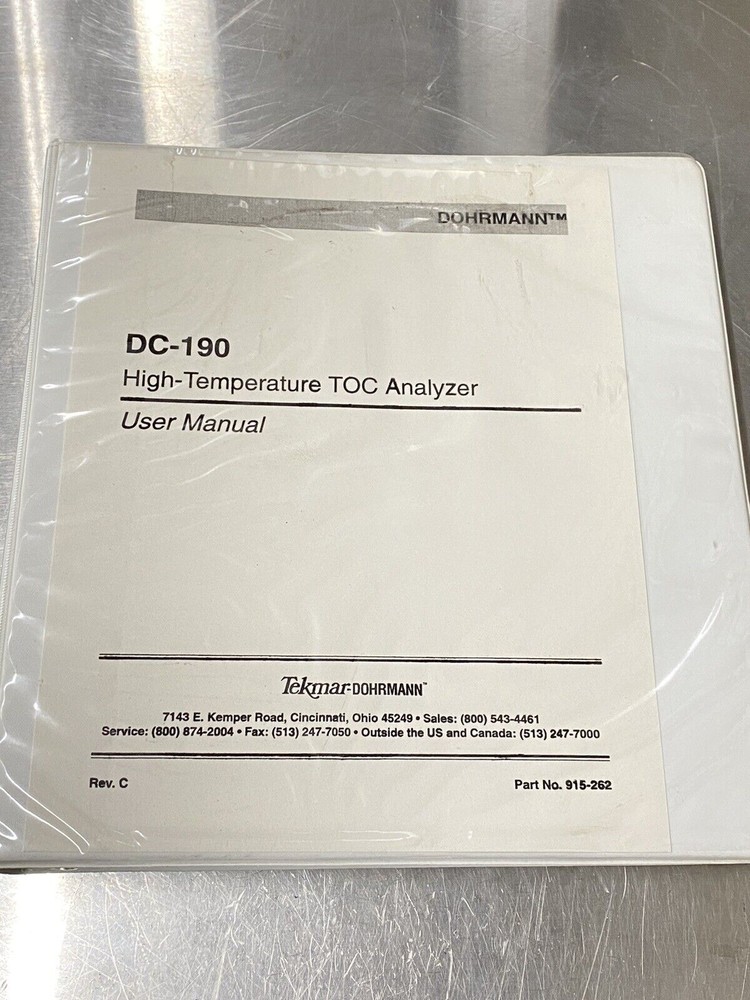 DOHRMANN™
DC-190
High-Temperature TOC Analyzer
User Manual
Tekmar-DOHRMANN™
7143 E. Kemper Road, Cincinnati, Ohio 45249 • Sales: (800) 543-4461
Service: (800) 874-2004 • Fax: (513) 247-7050 • Outside the US and Canada: (513) 247-7000
Rev. C
Part No. 915-262